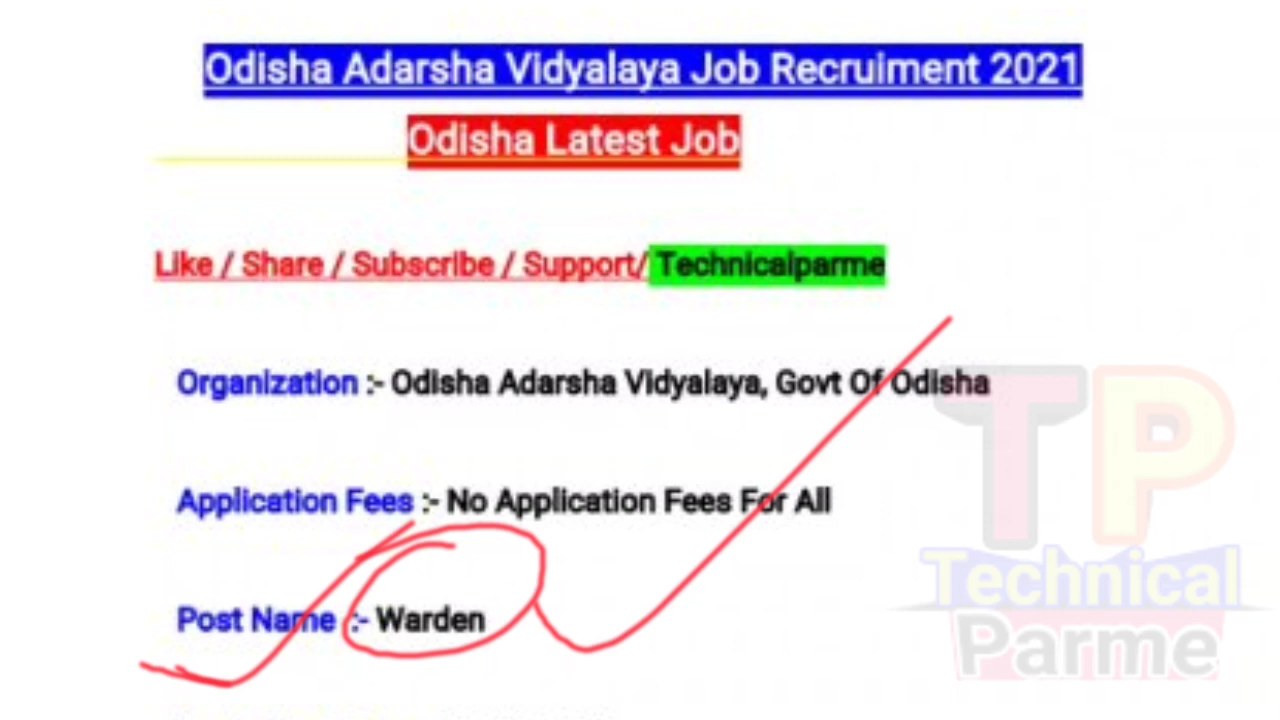 Odisha Adarsha Vidyalaya Job Recruiment 2021
Odisha Latest Job
Like / Share / Subscribe / Support/ Technicalparme
Organization :- Odisha Adarsha Vidyalaya, Govt Of Odisha
Application Fees :- No Application Fees For All
Post Name :- Warden
TP
Technical
Parme